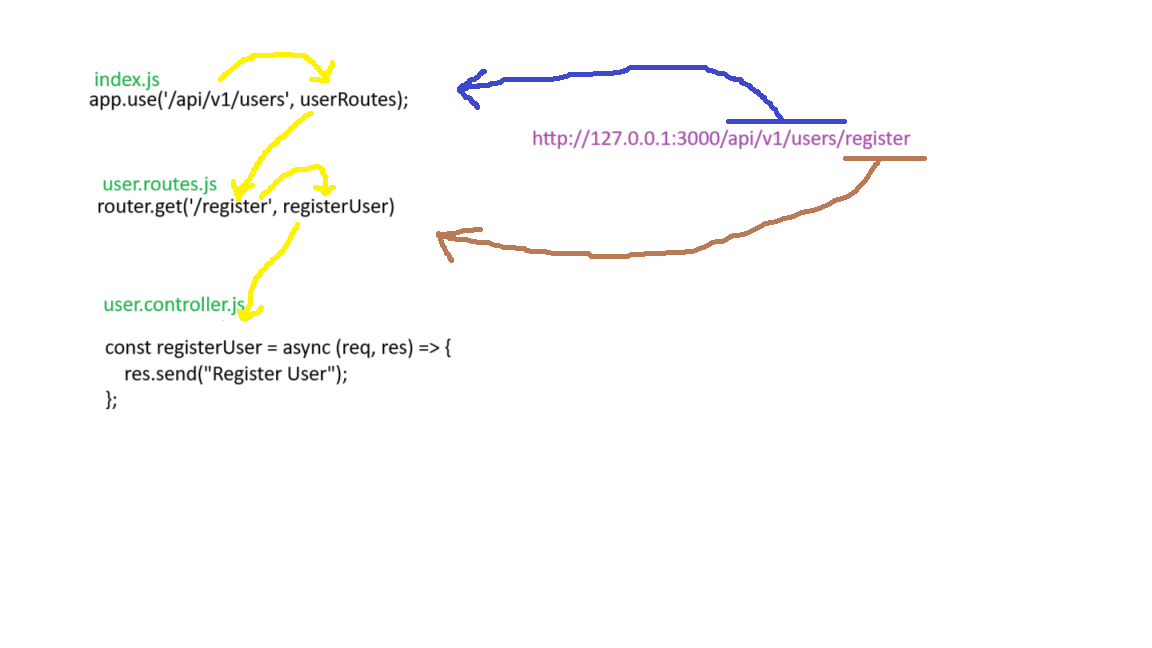 index.js
app.use('/api/v1/users', userRoutes);
http://127.0.0.1:3000/api/v1/users/register
user.routes.js
router.get('/register', registerUser)
user.controller.js
const registerUser = async (req, res) => {
res.send("Register User");
};